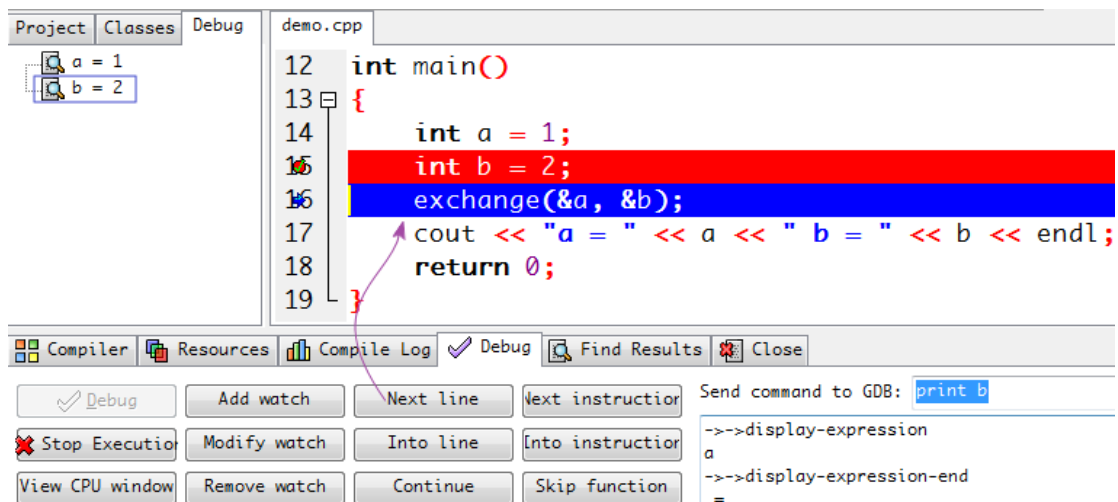 Project Classes Debug demo.cpp
a = 1
b = 2
12 int main()
13 {
14 int a = 1;
15 int b = 2;
16 exchange(&a, &b);
17 cout << "a = " << a << " b = " << b << endl;
18 return 0;
19 }
Compiler Resources Compile Log Debug Find Results Close
Debug Add watch Next line Next instruction Send command to GDB: print b
Stop Execution Modify watch Into line Into instruction
View CPU window Remove watch Continue Skip function
->->display-expression
a
->->display-expression-end
=